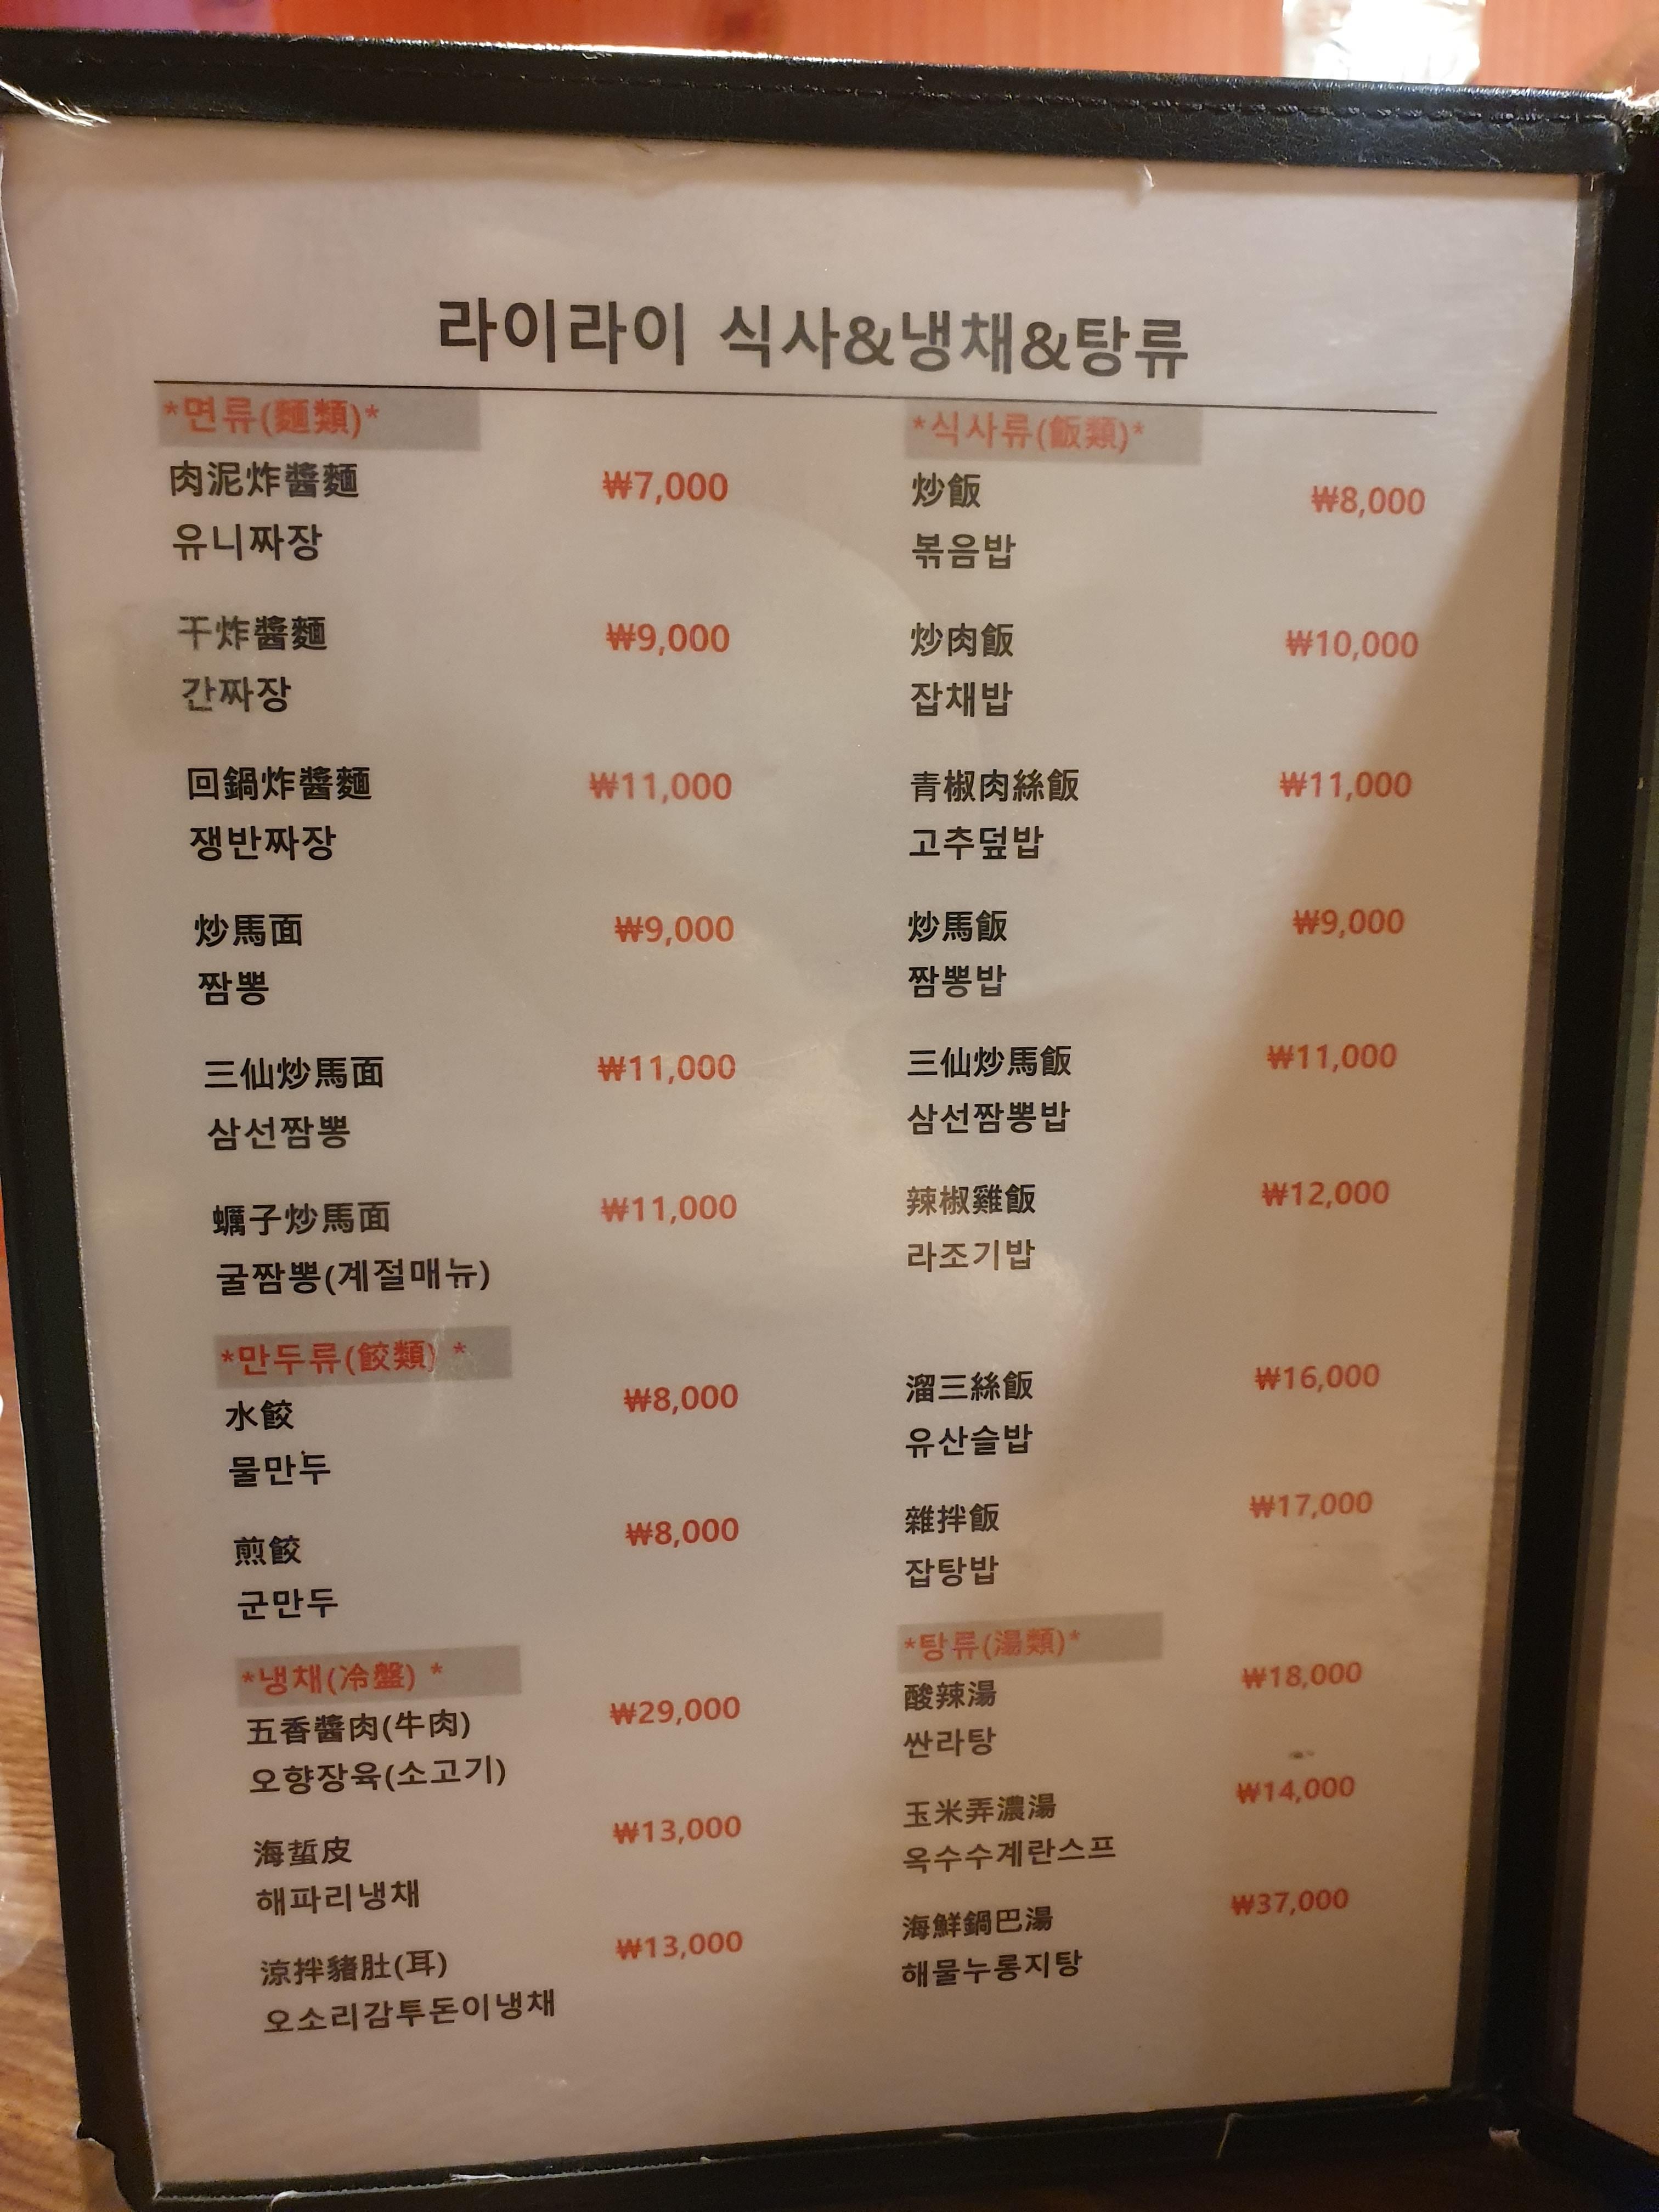 라이라이 식사&냉채&탕류
*면류(麵類)*
肉泥炸醬麵 ₩7,000
유니짜장
干炸醬麵 ₩9,000
간짜장
回鍋炸醬麵 ₩11,000
쟁반짜장
炒馬面 ₩9,000
짬뽕
三仙炒馬面 ₩11,000
삼선짬뽕
蠣子炒馬面 ₩11,000
굴짬뽕(계절매뉴)
*만두류(餃類) *
水餃 ₩8,000
물만두
煎餃 ₩8,000
군만두
*냉채(冷盤) *
五香醬肉(牛肉) ₩29,000
오향장육(소고기)
海蜇皮 ₩13,000
해파리냉채
涼拌豬肚(耳) ₩13,000
오소리감투돈이냉채
*식사류(飯類)*
炒飯 ₩8,000
볶음밥
炒肉飯 ₩10,000
잡채밥
青椒肉絲飯 ₩11,000
고추덮밥
炒馬飯 ₩9,000
짬뽕밥
三仙炒馬飯 ₩11,000
삼선짬뽕밥
辣椒雞飯 ₩12,000
라조기밥
溜三絲飯 ₩16,000
유산슬밥
雜拌飯 ₩17,000
잡탕밥
*탕류(湯類)*
酸辣湯 ₩18,000
싼라탕
玉米弄濃湯 ₩14,000
옥수수계란스프
海鮮鍋巴湯 ₩37,000
해물누룽지탕